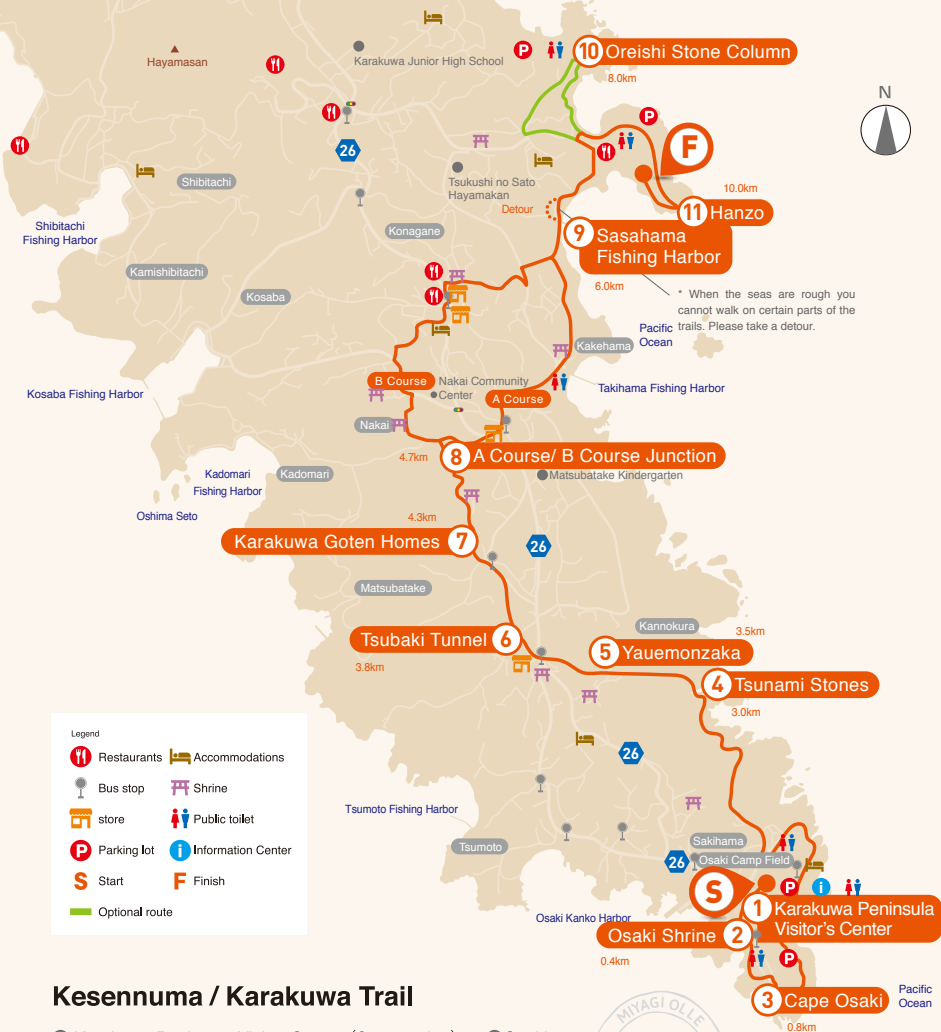 Hayamasan
Karakuwa Junior High School
P
10 Oreishi Stone Column
8.0km
N
26
P
F
Shibitachi
Tsukushi no Sato
Hayamakan
Detour
10.0km
11 Hanzo
Shibitachi
Fishing Harbor
Konagane
9 Sasahama
Fishing Harbor
Kamishibitachi
6.0km
Kosaba
* When the seas are rough you
cannot walk on certain parts of the
trails. Please take a detour.
Pacific
Ocean
Kakehama
Kosaba Fishing Harbor
B Course
Nakai Community
Center
Takihama Fishing Harbor
A Course
Nakai
4.7km
8 A Course/ B Course Junction
Kadomari
Fishing Harbor
Kadomari
Matsubatake Kindergarten
Oshima Seto
4.3km
Karakuwa Goten Homes 7
26
Matsubatake
Kannokura
3.5km
Tsubaki Tunnel 6
5 Yauemonzaka
3.8km
4 Tsunami Stones
3.0km
Legend
Restaurants
Accommodations
Bus stop
Shrine
store
Public toilet
P Parking lot
i Information Center
S Start
F Finish
Optional route
26
Tsumoto Fishing Harbor
Tsumoto
Sakihama
26
Osaki Camp Field
S
P
i
1 Karakuwa Peninsula
Visitor's Center
Osaki Kanko Harbor
Osaki Shrine 2
0.4km
P
3 Cape Osaki
Pacific
Ocean
0.8km
Kesennuma / Karakuwa Trail
MIYAGI OLLE